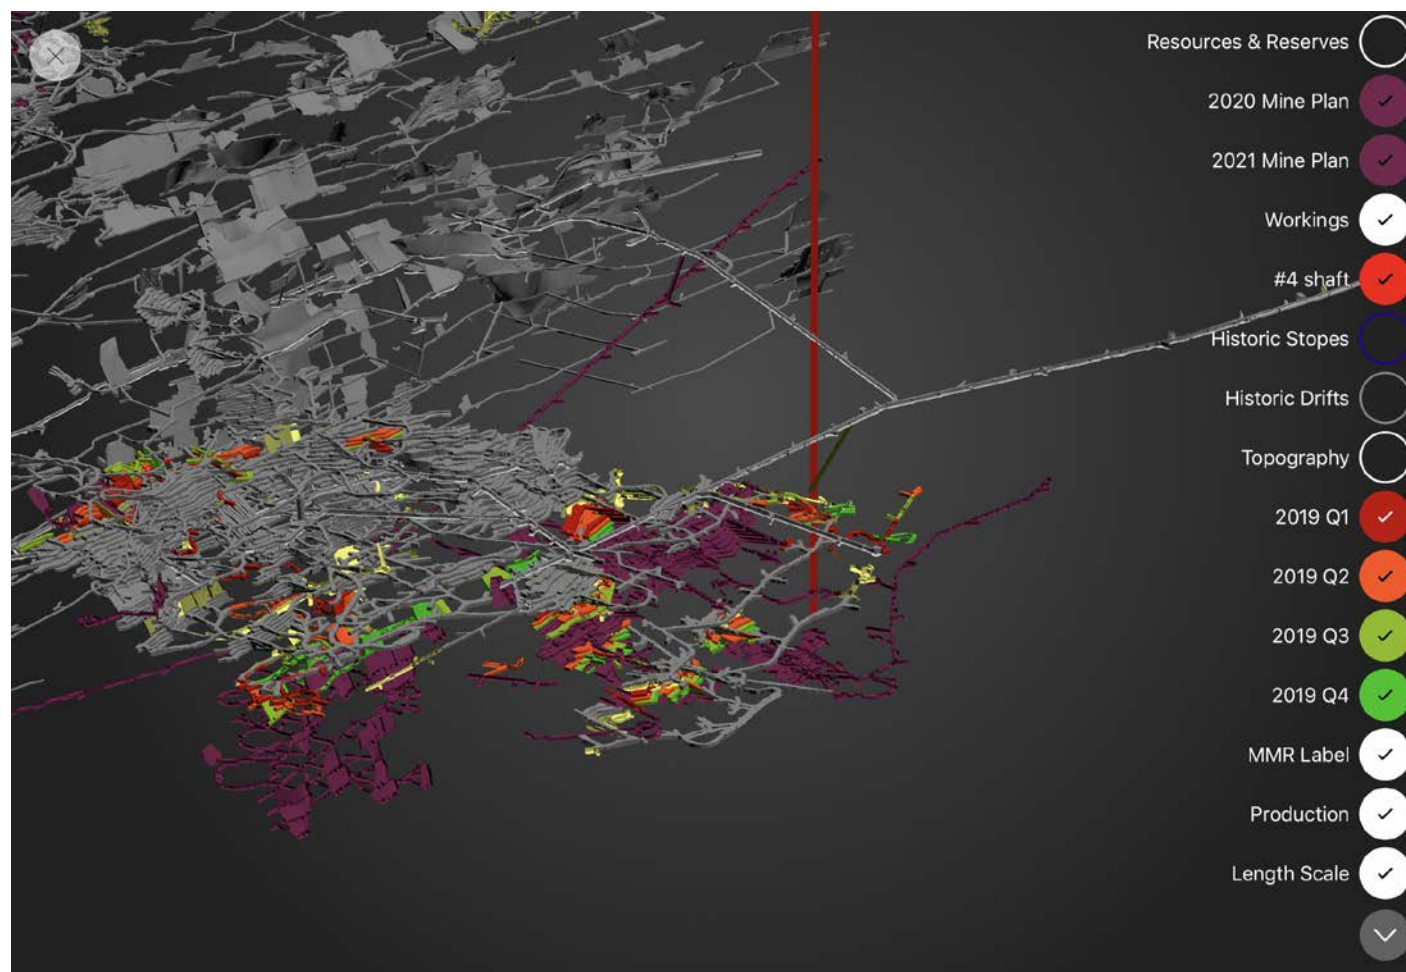 Resources & Reserves
2020 Mine Plan
2021 Mine Plan
Workings
#4 shaft
Historic Stopes
Historic Drifts
Topography
2019 Q1
2019 Q2
2019 Q3
2019 Q4
MMR Label
Production
Length Scale